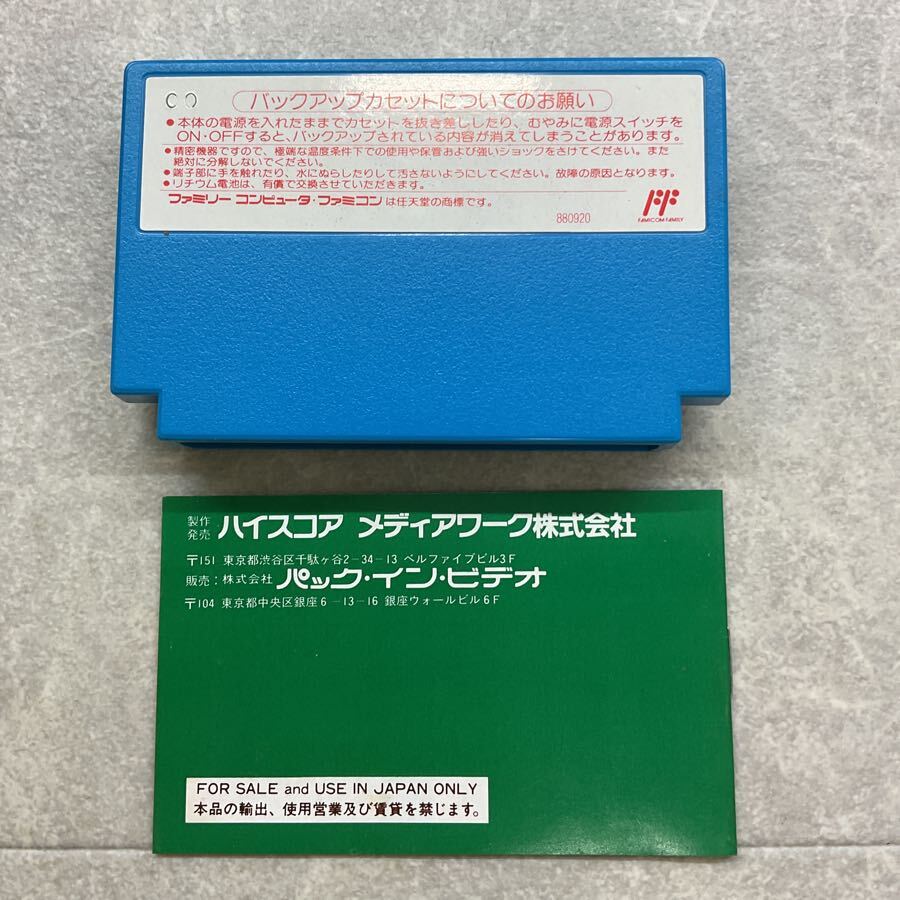 CO
バックアップカセットについてのお願い
●本体の電源を入れたままでカセットを抜き差ししたり、むやみに電源スイッチを
ON・OFFすると、バックアップされている内容が消えてしまうことがあります。
●精密機器ですので、極端な温度条件下での使用や保管および強いショックをさけてください。また
絶対に分解しないでください。
●端子部に手を触れたり、水にぬらしたりして汚さないようにしてください。故障の原因となります。
●リチウム電池は、有償で交換させていただきます。
ファミリーコンピュータ・ファミコンは任天堂の商標です。
880920
FF
FAMICOM FAMILY
製作
発売 ハイスコア メディアワーク株式会社
〒151 東京都渋谷区千駄ヶ谷2-34-13 ベルファイブビル3F
販売：株式会社 パック・イン・ビデオ
〒104 東京都中央区銀座6-13-16 銀座ウォールビル6F
FOR SALE and USE IN JAPAN ONLY
本品の輸出、使用営業及び賃貸を禁じます。